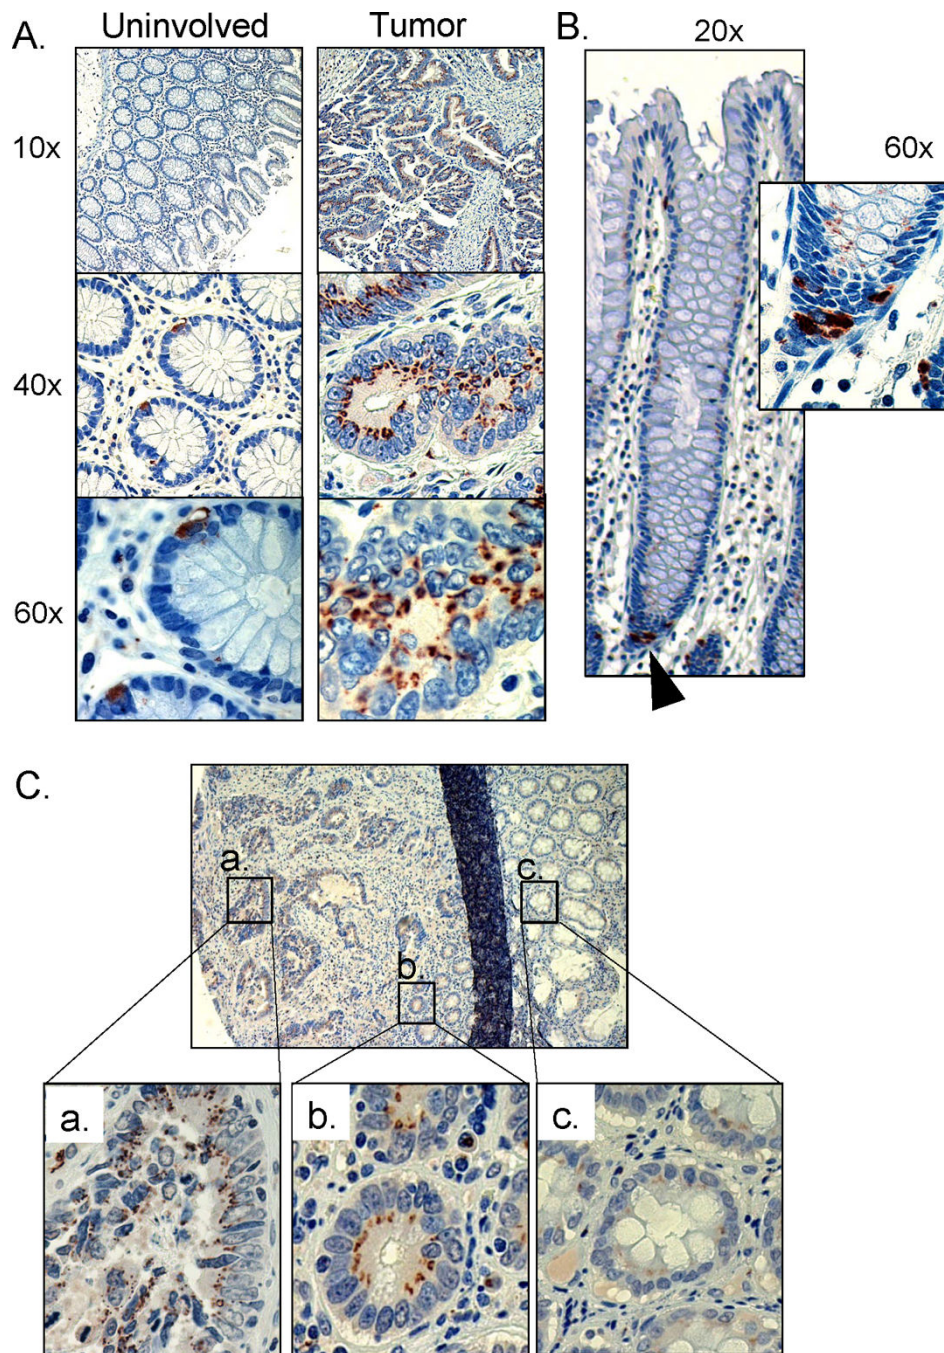 A.
Uninvolved
Tumor
10x
40x
60x
B.
20x
60x
C.
a.
b.
c.
a.
b.
c.